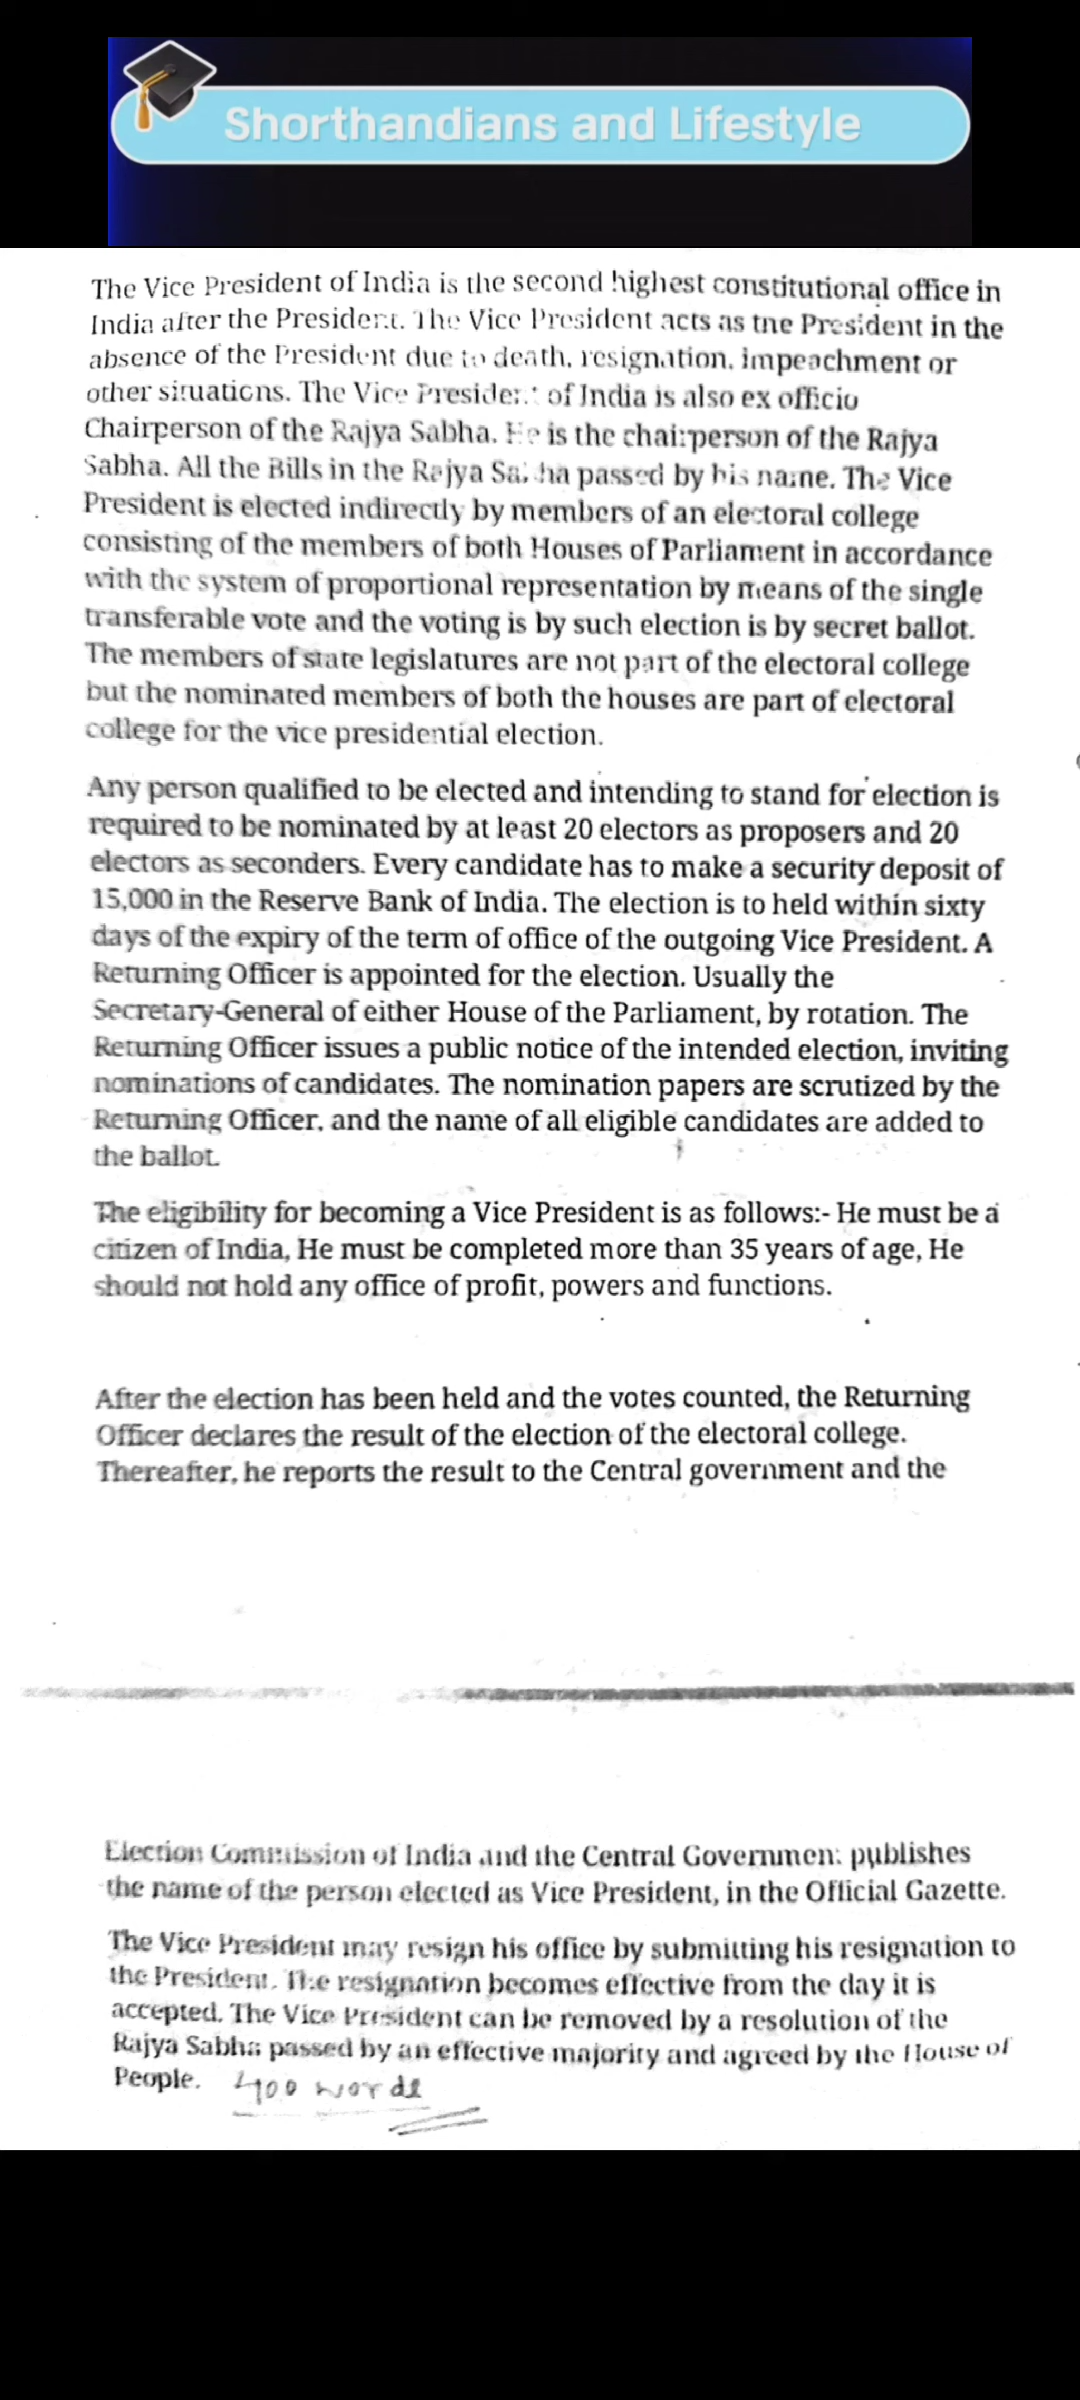 Shorthandians and Lifestyle
The Vice President of India is the second highest constitutional office in
India after the President. The Vice President acts as the President in the
absence of the President due to death, resignation, impeachment or
other situations. The Vice President of India is also ex officio
Chairperson of the Rajya Sabha. He is the chairperson of the Rajya
Sabha. All the Bills in the Rajya Sabha passed by his name. The Vice
President is elected indirectly by members of an electoral college
consisting of the members of both Houses of Parliament in accordance
with the system of proportional representation by means of the single
transferable vote and the voting is by such election is by secret ballot.
The members of state legislatures are not part of the electoral college
but the nominated members of both the houses are part of electoral
college for the vice presidential election.
Any person qualified to be elected and intending to stand for election is
required to be nominated by at least 20 electors as proposers and 20
electors as seconders. Every candidate has to make a security deposit of
15,000 in the Reserve Bank of India. The election is to held within sixty
days of the expiry of the term of office of the outgoing Vice President. A
Returning Officer is appointed for the election. Usually the
Secretary-General of either House of the Parliament, by rotation. The
Returning Officer issues a public notice of the intended election, inviting
nominations of candidates. The nomination papers are scrutized by the
Returning Officer, and the name of all eligible candidates are added to
the ballot.
The eligibility for becoming a Vice President is as follows:- He must be a
citizen of India, He must be completed more than 35 years of age, He
should not hold any office of profit, powers and functions.
After the election has been held and the votes counted, the Returning
Officer declares the result of the election of the electoral college.
Thereafter, he reports the result to the Central government and the
Election Commission of India and the Central Government publishes
the name of the person elected as Vice President, in the Official Gazette.
The Vice President may resign his office by submitting his resignation to
the President. The resignation becomes effective from the day it is
accepted. The Vice President can be removed by a resolution of the
Rajya Sabha passed by an effective majority and agreed by the House of
People. 400 words